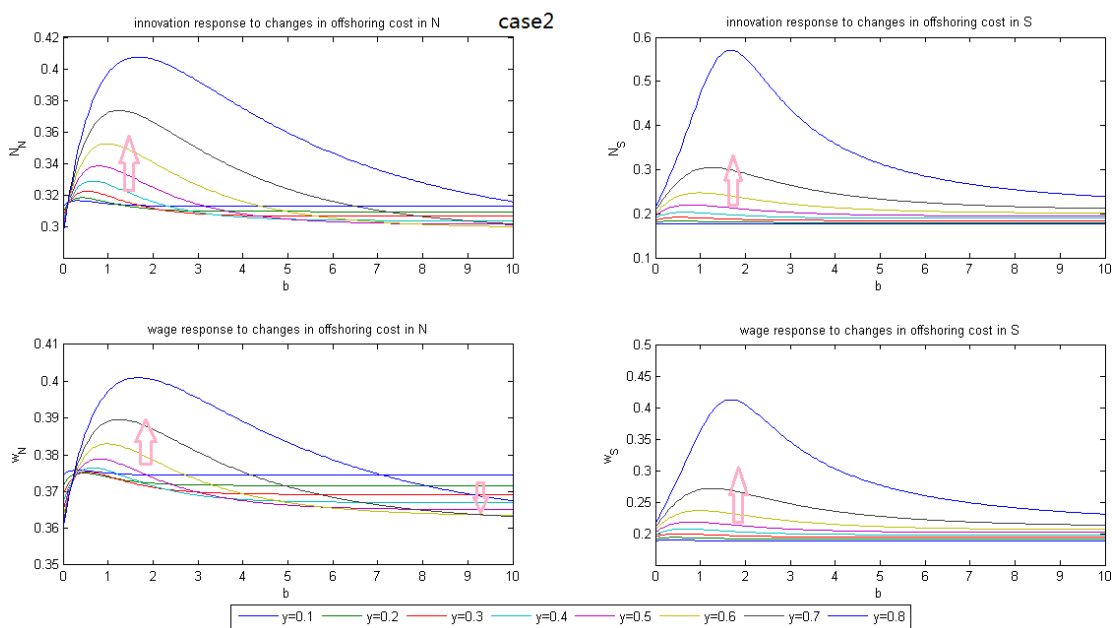 case2
innovation response to changes in offshoring cost in N
0.42
0.4
0.38
0.36
0.34
0.32
0.3
N_N
0 1 2 3 4 5 6 7 8 9 10
b
innovation response to changes in offshoring cost in S
0.6
0.5
0.4
0.3
0.2
0.1
N_S
0 1 2 3 4 5 6 7 8 9 10
b
wage response to changes in offshoring cost in N
0.41
0.4
0.39
0.38
0.37
0.36
0.35
w_N
0 1 2 3 4 5 6 7 8 9 10
b
wage response to changes in offshoring cost in S
0.5
0.45
0.4
0.35
0.3
0.25
0.2
w_S
0 1 2 3 4 5 6 7 8 9 10
b
y=0.1 y=0.2 y=0.3 y=0.4 y=0.5 y=0.6 y=0.7 y=0.8